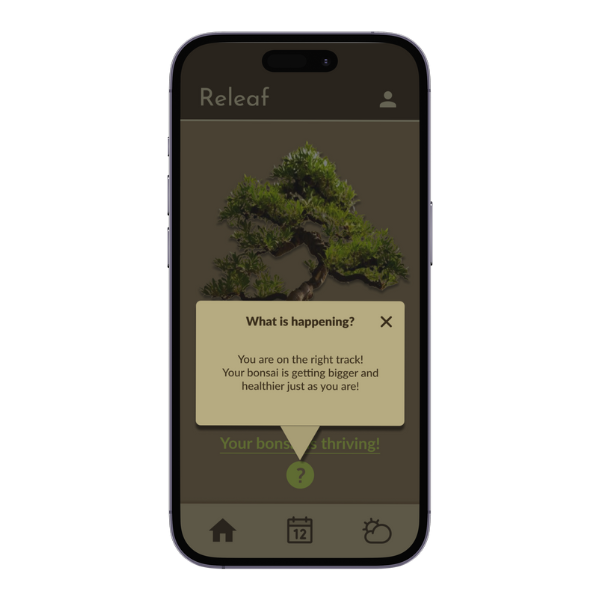 Releaf
What is happening?
You are on the right track!
Your bonsai is getting bigger and
healthier just as you are!
Your bons s thriving!
?
12